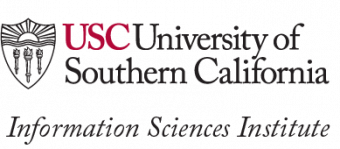 USC University of
Southern California
Information Sciences Institute